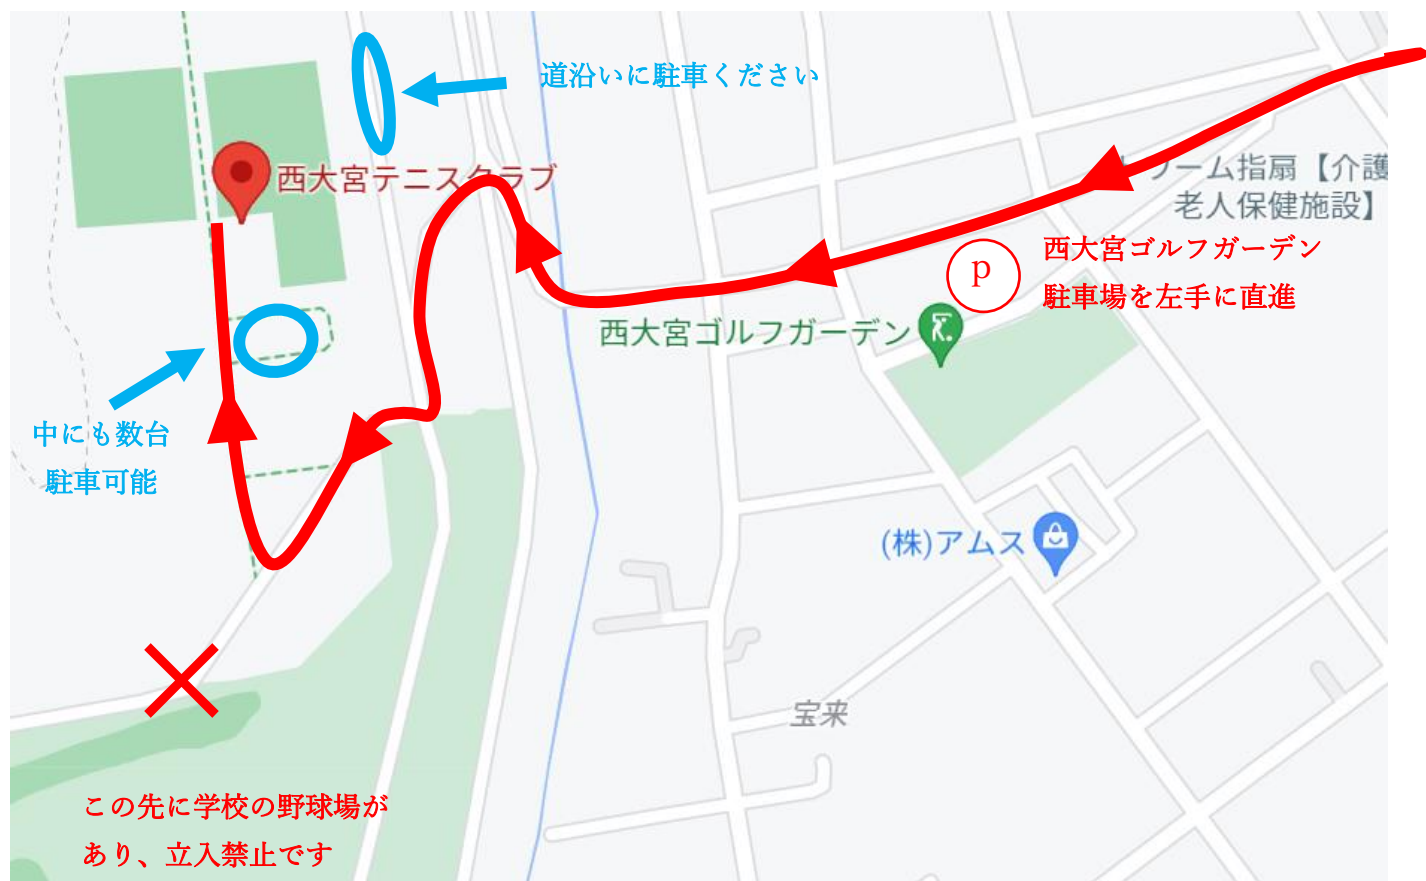 道沿いに駐車ください
西大宮テニスクラブ
ーム指扇【介護
老人保健施設】
西大宮ゴルフガーデン
駐車場を左手に直進
p
西大宮ゴルフガーデン
中にも数台
駐車可能
(株)アムス
宝来
この先に学校の野球場が
あり、立入禁止です